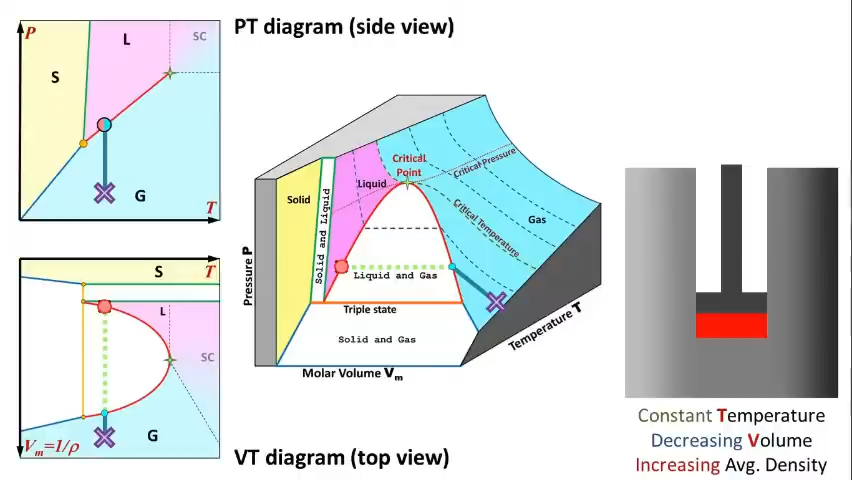 PT diagram (side view)
P
L
SC
S
G
T
Critical
Point
Critical Pressure
Liquid
Solid
Solid and Liquid
Gas
Critical Temperature
Pressure P
Liquid and Gas
Triple state
Solid and Gas
Temperature T
Molar Volume Vm
S
T
L
SC
G
Vm=1/ρ
VT diagram (top view)
Constant Temperature
Decreasing Volume
Increasing Avg. Density